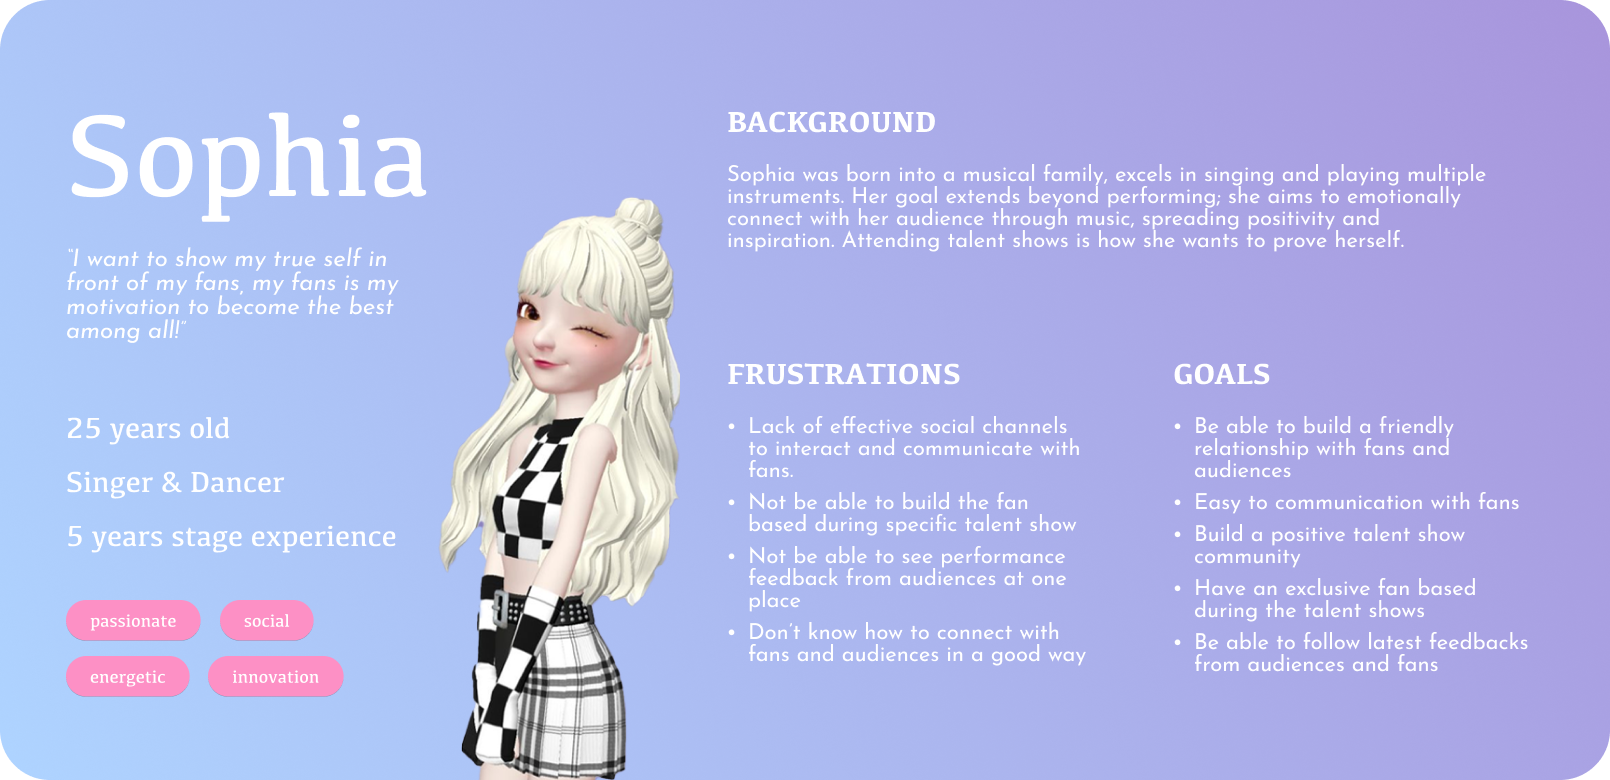 Sophia
"I want to show my true self in
front of my fans, my fans is my
motivation to become the best
among all!"
25 years old
Singer & Dancer
5 years stage experience
passionate
social
energetic
innovation
BACKGROUND
Sophia was born into a musical family, excels in singing and playing multiple
instruments. Her goal extends beyond performing; she aims to emotionally
connect with her audience through music, spreading positivity and
inspiration. Attending talent shows is how she wants to prove herself.
FRUSTRATIONS
• Lack of effective social channels
to interact and communicate with
fans.
• Not be able to build the fan
based during specific talent show
• Not be able to see performance
feedback from audiences at one
place
• Don't know how to connect with
fans and audiences in a good way
GOALS
• Be able to build a friendly
relationship with fans and
audiences
• Easy to communication with fans
• Build a positive talent show
community
• Have an exclusive fan based
during the talent shows
• Be able to follow latest feedbacks
from audiences and fans